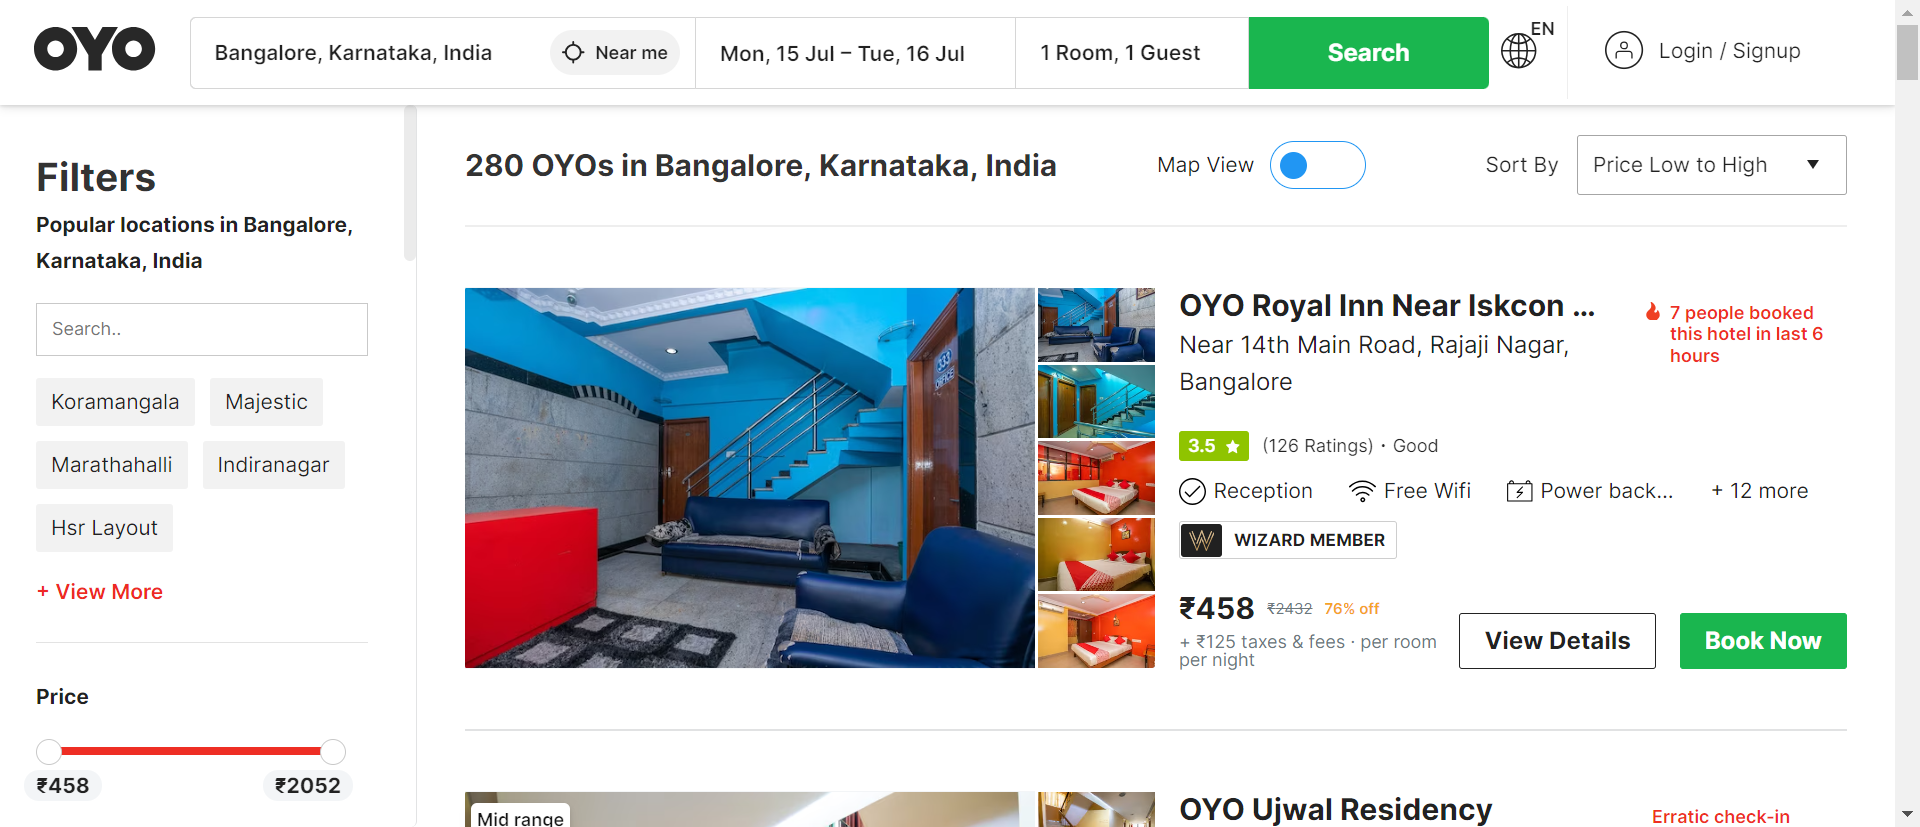 OYO
Bangalore, Karnataka, India
Near me
Mon, 15 Jul – Tue, 16 Jul
1 Room, 1 Guest
Search
EN
Login / Signup
Filters
Popular locations in Bangalore,
Karnataka, India
Search..
Koramangala
Majestic
Marathahalli
Indiranagar
Hsr Layout
+ View More
Price
₹458
₹2052
280 OYOs in Bangalore, Karnataka, India
Map View
Sort By
Price Low to High
333
OFFICE
OYO Royal Inn Near Iskcon ...
7 people booked
this hotel in last 6
hours
Near 14th Main Road, Rajaji Nagar,
Bangalore
3.5
(126 Ratings) · Good
Reception
Free Wifi
Power back...
+ 12 more
W
WIZARD MEMBER
₹458 ₹2432 76% off
+ ₹125 taxes & fees · per room
per night
View Details
Book Now
Mid range
OYO Ujwal Residency
Erratic check-in